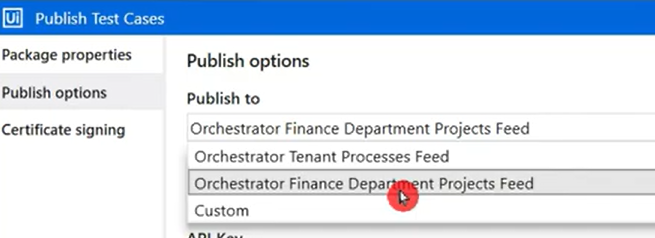 Ui Publish Test Cases
Package properties
Publish options
Certificate signing
Publish options
Publish to
Orchestrator Finance Department Projects Feed
Orchestrator Tenant Processes Feed
Orchestrator Finance Department Projects Feed
Custom
API Key